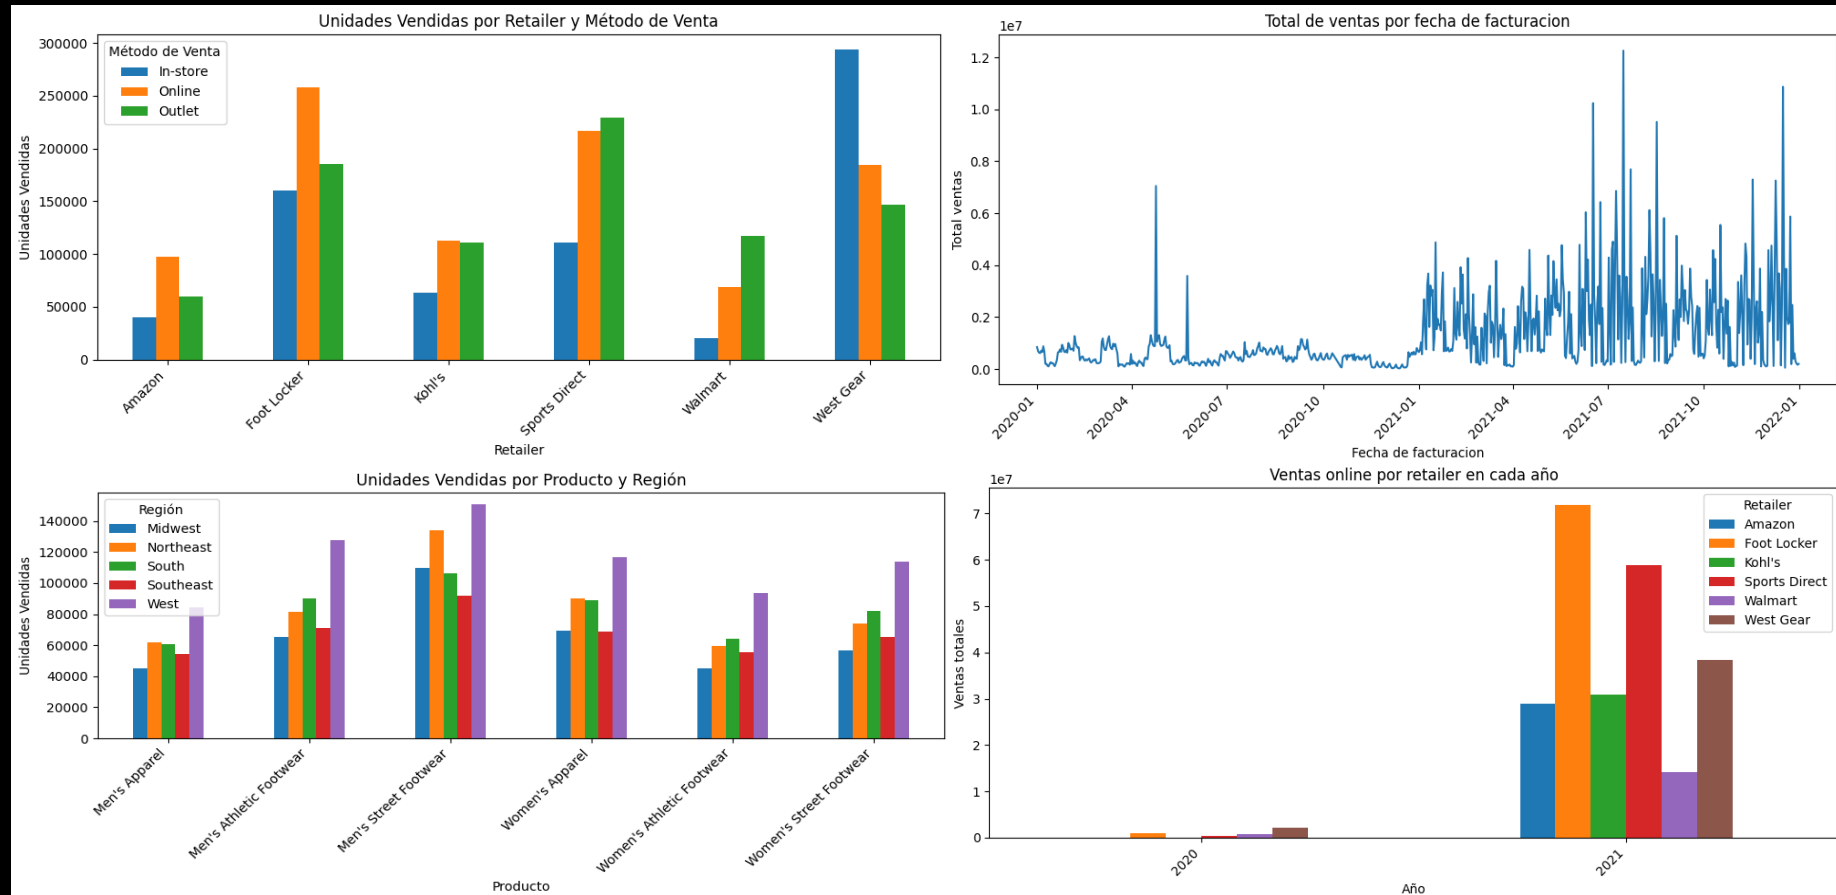 Unidades Vendidas por Retailer y Método de Venta
Unidades Vendidas
300000
250000
200000
150000
100000
50000
0
Método de Venta
In-store
Online
Outlet
Amazon
Foot Locker
Kohl's
Sports Direct
Walmart
West Gear
Retailer
Total de ventas por fecha de facturacion
1e7
Total ventas
1.2
1.0
0.8
0.6
0.4
0.2
0.0
2020-01
2020-04
2020-07
2020-10
2021-01
2021-04
2021-07
2021-10
2022-01
Fecha de facturacion
Unidades Vendidas por Producto y Región
Unidades Vendidas
140000
120000
100000
80000
60000
40000
20000
0
Región
Midwest
Northeast
South
Southeast
West
Men's Apparel
Men's Athletic Footwear
Men's Street Footwear
Women's Apparel
Women's Athletic Footwear
Women's Street Footwear
Producto
Ventas online por retailer en cada año
1e7
Ventas totales
7
6
5
4
3
2
1
0
Retailer
Amazon
Foot Locker
Kohl's
Sports Direct
Walmart
West Gear
2020
2021
Año